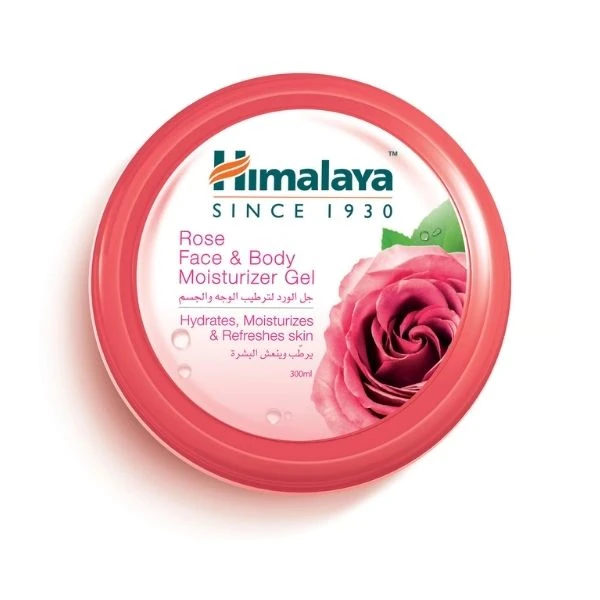 Himalaya™
SINCE 1930
Rose
Face & Body
Moisturizer Gel
جل الورد لترطيب الوجه والجسم
Hydrates, Moisturizes
& Refreshes skin
يرطّب وينعش البشرة
300ml